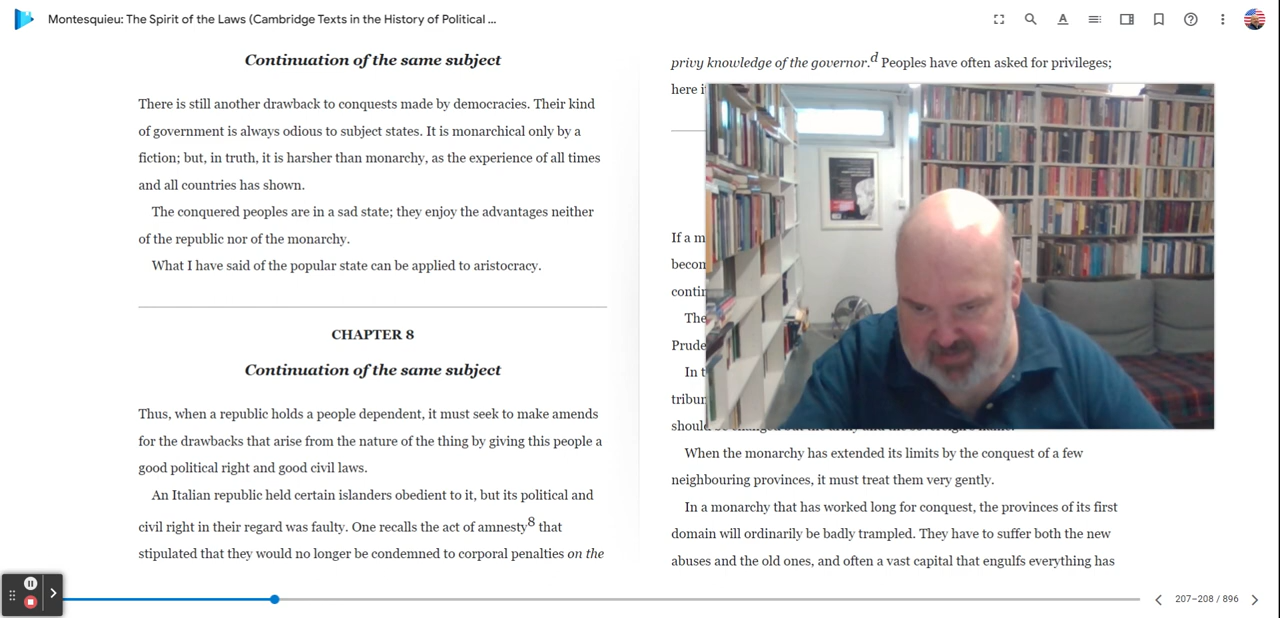 Montesquieu: The Spirit of the Laws (Cambridge Texts in the History of Political ...
Continuation of the same subject
There is still another drawback to conquests made by democracies. Their kind
of government is always odious to subject states. It is monarchical only by a
fiction; but, in truth, it is harsher than monarchy, as the experience of all times
and all countries has shown.
The conquered peoples are in a sad state; they enjoy the advantages neither
of the republic nor of the monarchy.
What I have said of the popular state can be applied to aristocracy.
CHAPTER 8
Continuation of the same subject
Thus, when a republic holds a people dependent, it must seek to make amends
for the drawbacks that arise from the nature of the thing by giving this people a
good political right and good civil laws.
An Italian republic held certain islanders obedient to it, but its political and
civil right in their regard was faulty. One recalls the act of amnesty8 that
stipulated that they would no longer be condemned to corporal penalties on the
privy knowledge of the governor.d Peoples have often asked for privileges;
here
If a
The
In
When the monarchy has extended its limits by the conquest of a few
neighbouring provinces, it must treat them very gently.
In a monarchy that has worked long for conquest, the provinces of its first
domain will ordinarily be badly trampled. They have to suffer both the new
abuses and the old ones, and often a vast capital that engulfs everything has
207–208 / 896